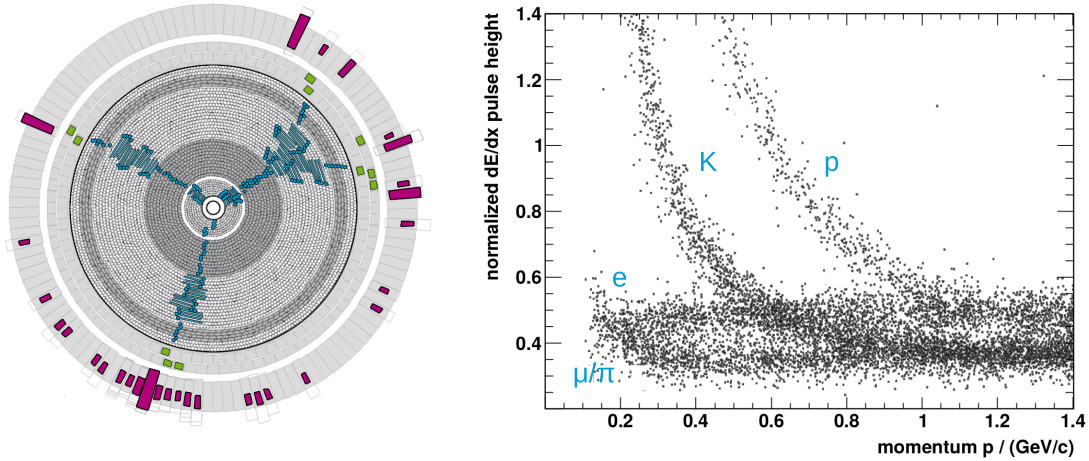 normalized dE/dx pulse height
1.4
1.2
1
0.8
0.6
0.4
K
p
e
μ/π
0.2 0.4 0.6 0.8 1 1.2 1.4
momentum p / (GeV/c)